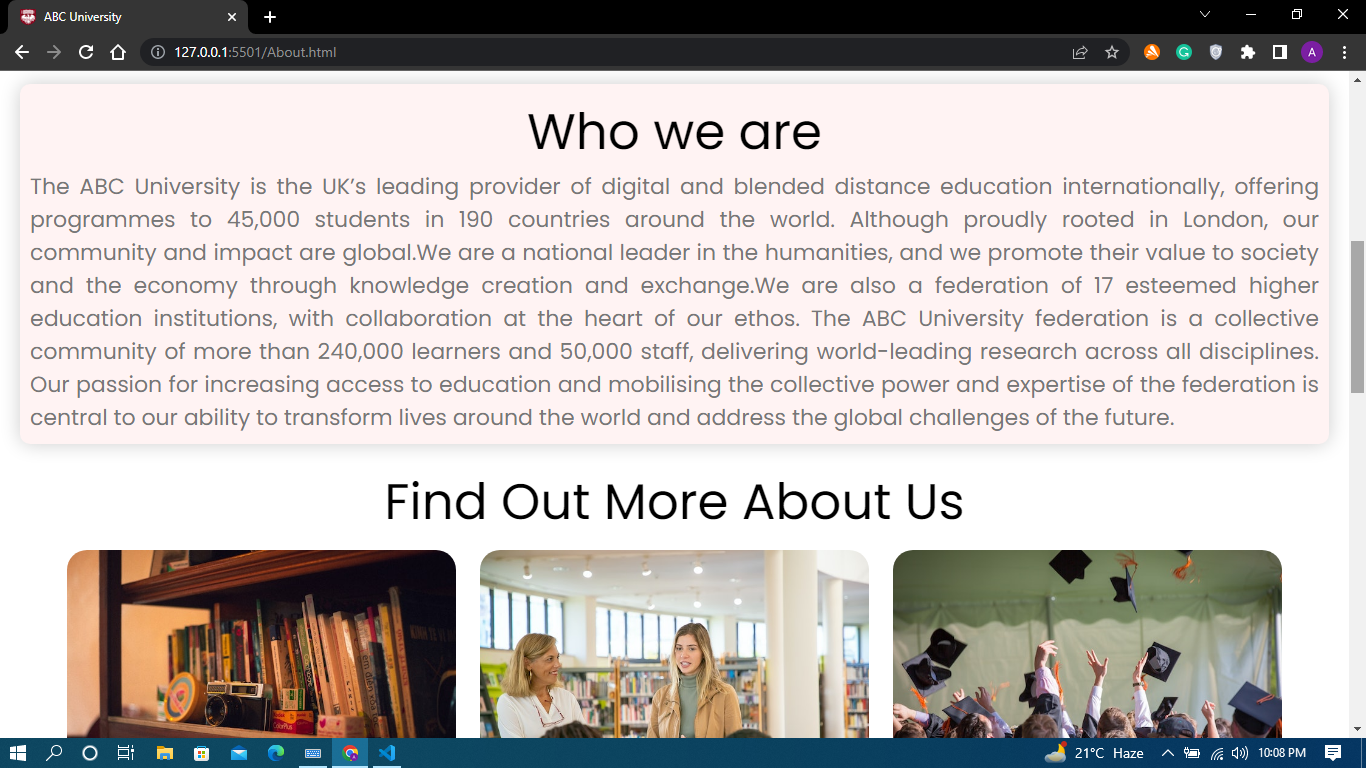 ABC University
127.0.0.1:5501/About.html
A
Who we are
The ABC University is the UK’s leading provider of digital and blended distance education internationally, offering
programmes to 45,000 students in 190 countries around the world. Although proudly rooted in London, our
community and impact are global.We are a national leader in the humanities, and we promote their value to society
and the economy through knowledge creation and exchange.We are also a federation of 17 esteemed higher
education institutions, with collaboration at the heart of our ethos. The ABC University federation is a collective
community of more than 240,000 learners and 50,000 staff, delivering world-leading research across all disciplines.
Our passion for increasing access to education and mobilising the collective power and expertise of the federation is
central to our ability to transform lives around the world and address the global challenges of the future.
Find Out More About Us
ColorPlus
21°C Haze
10:08 PM